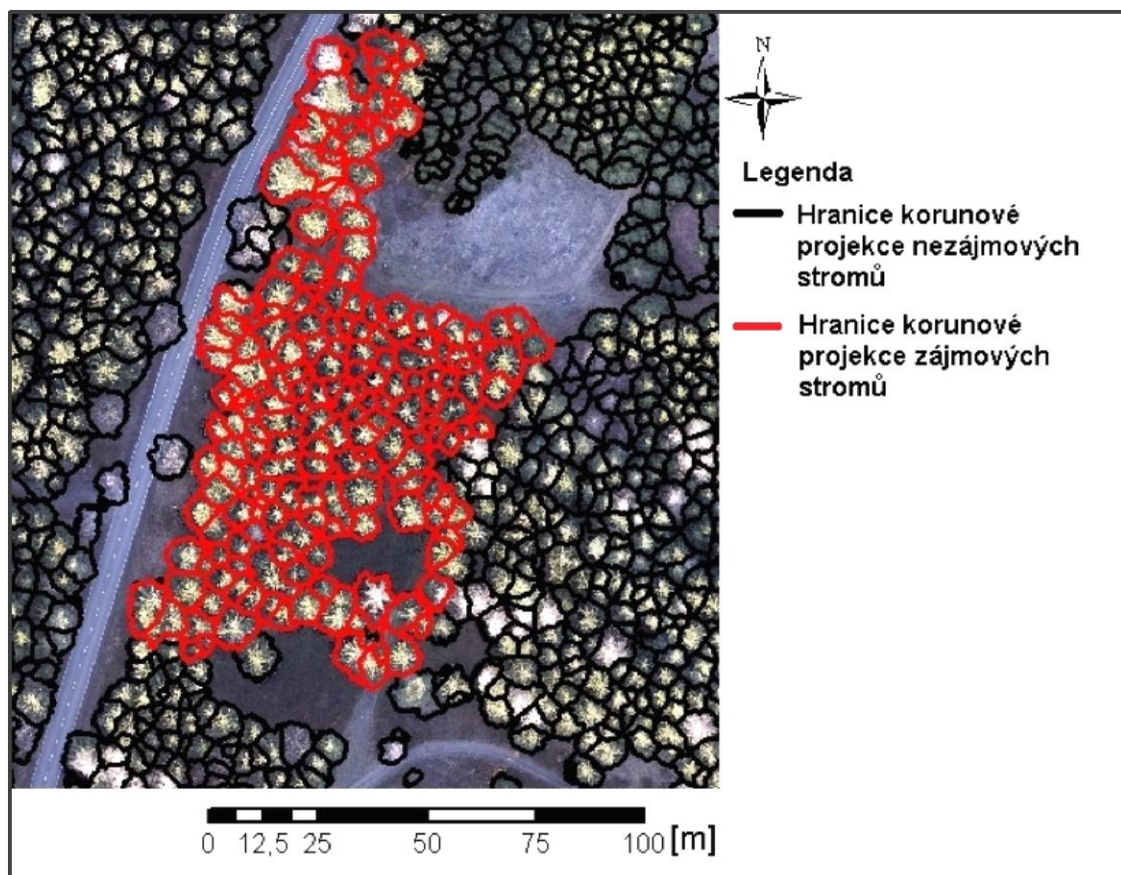 N
Legenda
Hranice korunové
projekce nezájmových
stromů
Hranice korunové
projekce zájmových
stromů
0 12,5 25 50 75 100 [m]